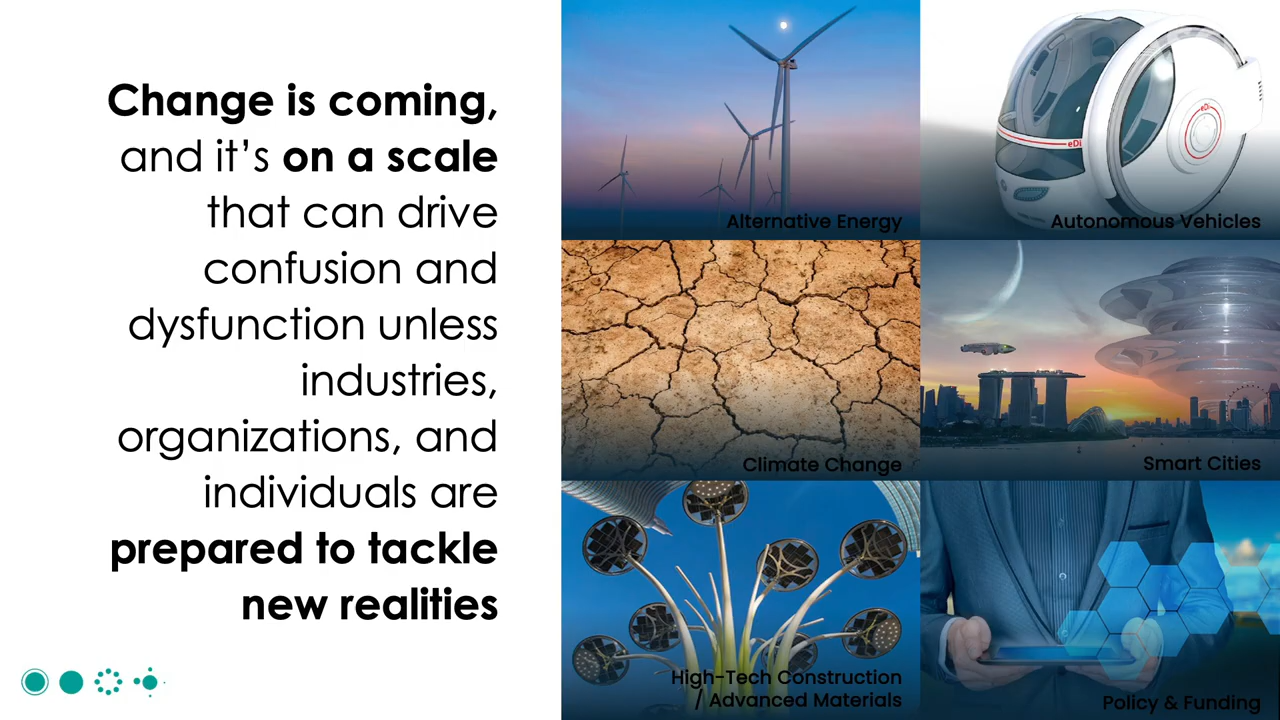 Change is coming,
and it’s on a scale
that can drive
confusion and
dysfunction unless
industries,
organizations, and
individuals are
prepared to tackle
new realities
Alternative Energy
eDi
eDi
Autonomous Vehicles
Climate Change
Smart Cities
High-Tech Construction
/ Advanced Materials
Policy & Funding